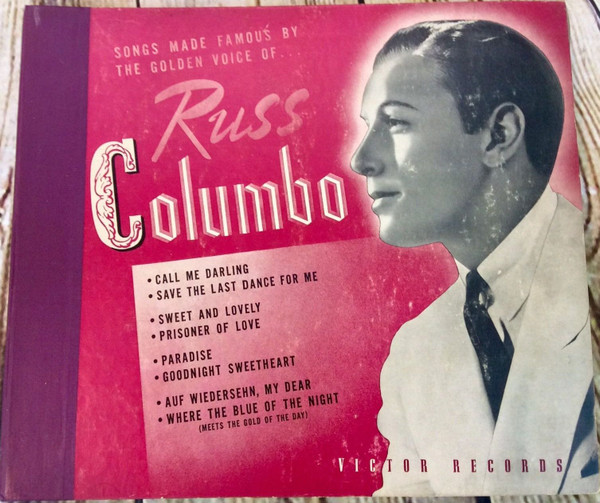 SONGS MADE FAMOUS BY
THE GOLDEN VOICE OF...
Russ
Columbo
• CALL ME DARLING
• SAVE THE LAST DANCE FOR ME
• SWEET AND LOVELY
• PRISONER OF LOVE
• PARADISE
• GOODNIGHT SWEETHEART
• AUF WIEDERSEHN, MY DEAR
• WHERE THE BLUE OF THE NIGHT
(MEETS THE GOLD OF THE DAY)
VICTOR RECORDS